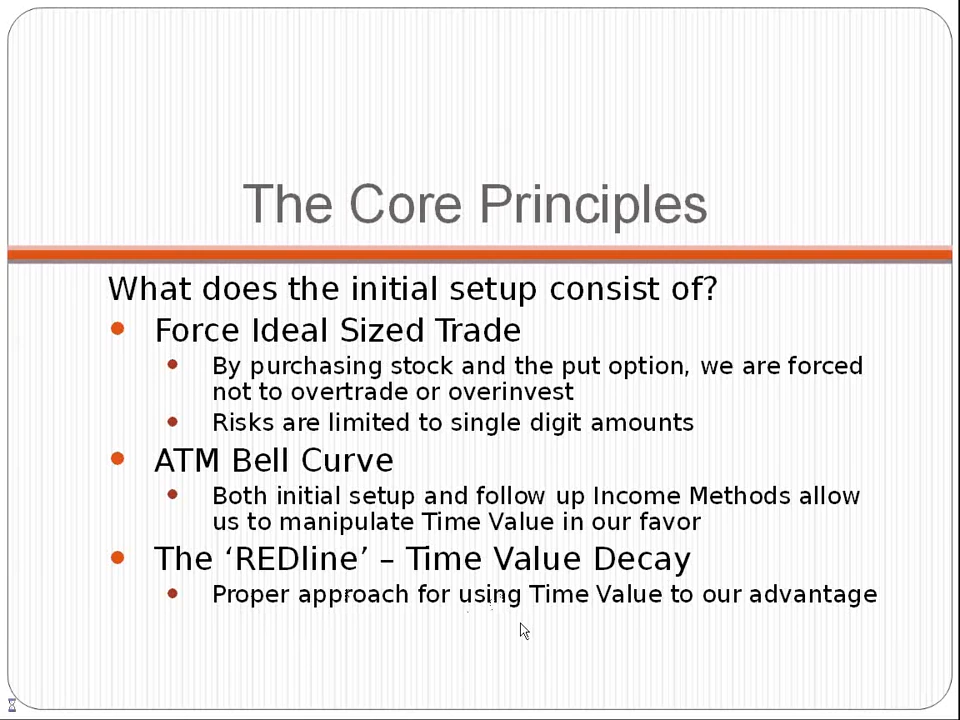 The Core Principles
What does the initial setup consist of?
Force Ideal Sized Trade
By purchasing stock and the put option, we are forced
not to overtrade or overinvest
Risks are limited to single digit amounts
ATM Bell Curve
Both initial setup and follow up Income Methods allow
us to manipulate Time Value in our favor
The ‘REDline’ – Time Value Decay
Proper approach for using Time Value to our advantage